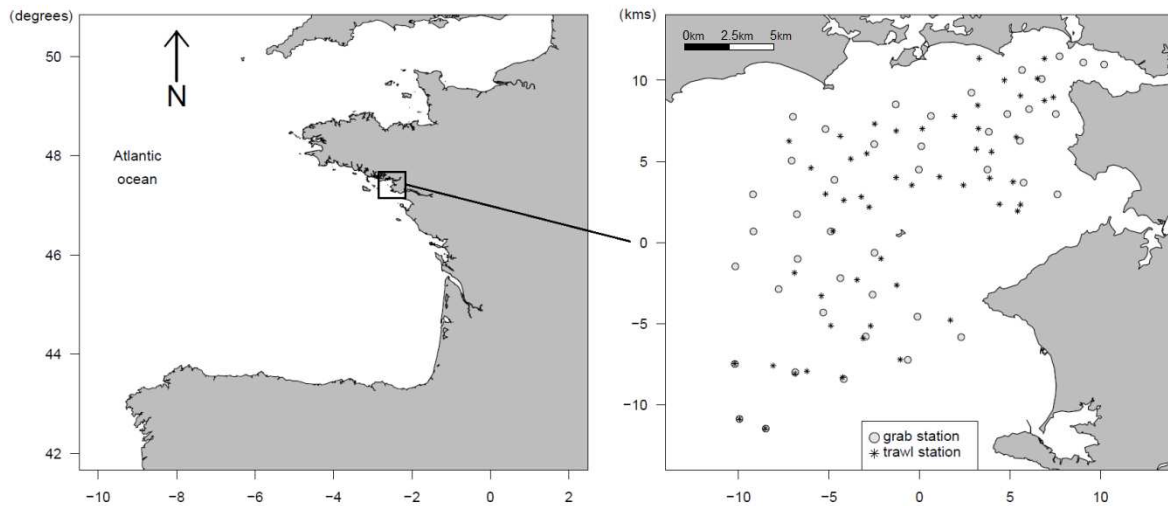 (degrees)
50
48
46
44
42
N
Atlantic
ocean
−10
−8
−6
−4
−2
0
2
(kms)
0km 2.5km 5km
10
5
0
−5
−10
grab station
trawl station
−10
−5
0
5
10